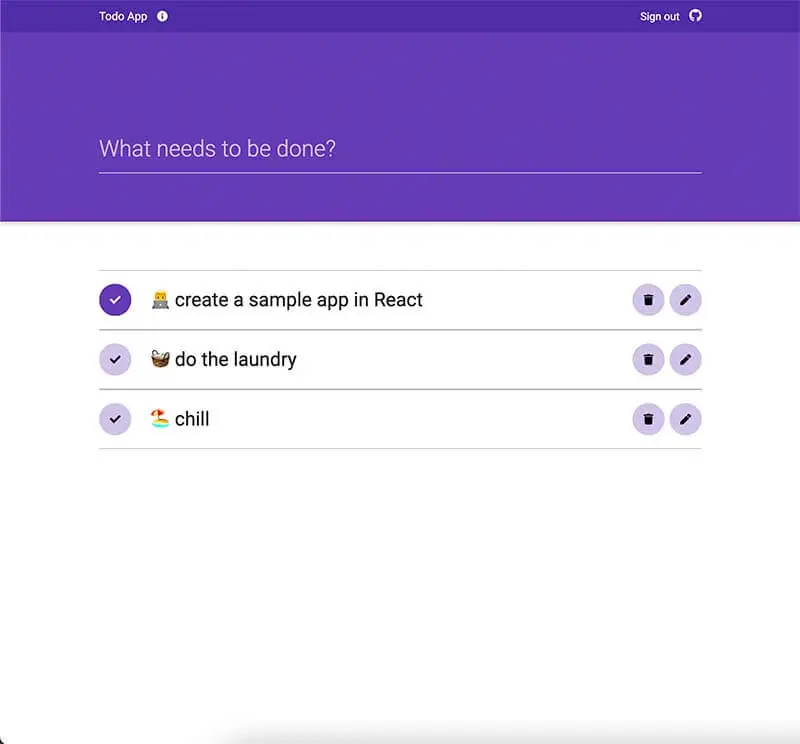 Todo App
Sign out
What needs to be done?
👨‍💻 create a sample app in React
🧺 do the laundry
🏖️ chill